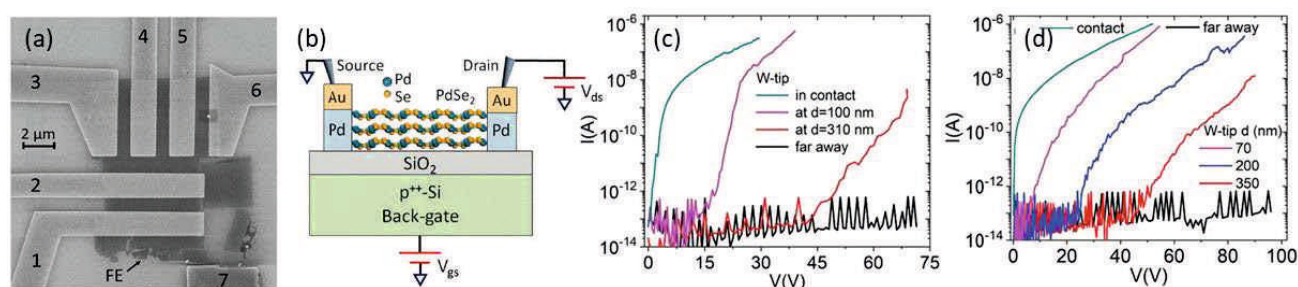 (a)
4
5
3
6
2 μm
2
1
FE
7
(b)
Source
Drain
Pd
Se
PdSe₂
Au
Au
V_ds
Pd
Pd
SiO₂
p⁺⁺-Si
Back-gate
V_gs
(c)
I(A)
10⁻⁶
10⁻⁸
10⁻¹⁰
10⁻¹²
10⁻¹⁴
W-tip
in contact
at d=100 nm
at d=310 nm
far away
0
15
30
45
60
75
V(V)
(d)
I(A)
10⁻⁶
10⁻⁸
10⁻¹⁰
10⁻¹²
10⁻¹⁴
contact
far away
W-tip d (nm)
70
200
350
0
20
40
60
80
100
V(V)